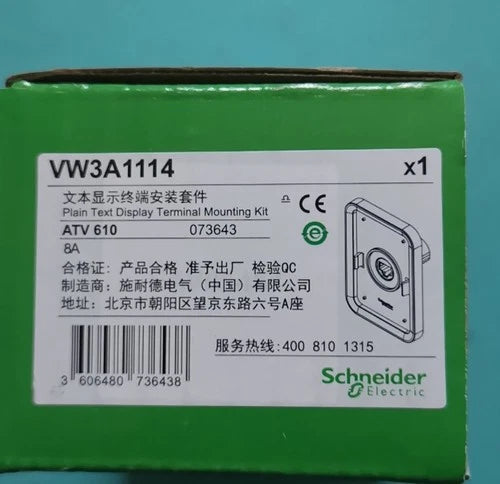 VW3A1114 x1
文本显示终端安装套件
Plain Text Display Terminal Mounting Kit
ATV 610 073643
8A
合格证: 产品合格 准予出厂 检验QC
制造商: 施耐德电气（中国）有限公司
地址: 北京市朝阳区望京东路六号A座
服务热线: 400 810 1315
3 606480 736438
Schneider
Electric